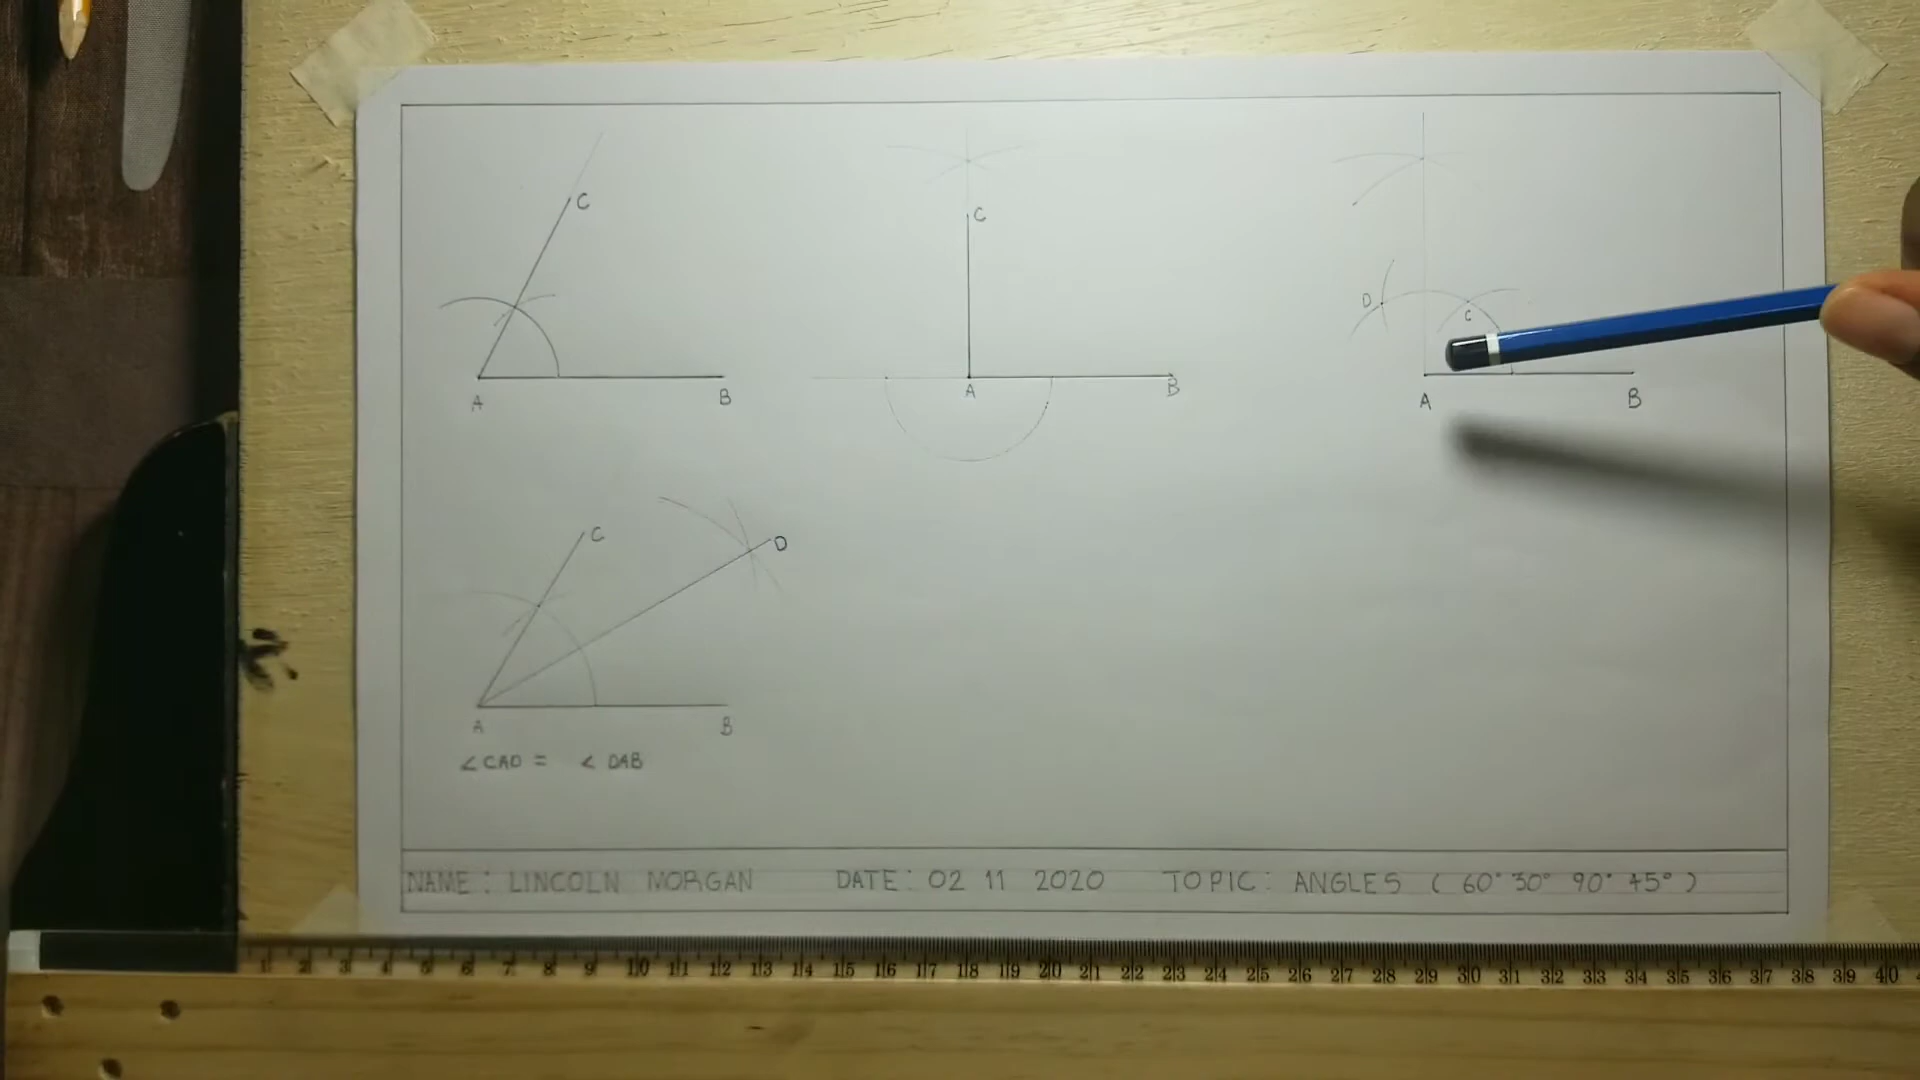 C
A
B
C
A
B
D
C
A
B
C
D
A
B
∠CAD = ∠DAB
NAME: LINCOLN MORGAN DATE: 02 11 2020 TOPIC: ANGLES (60° 30° 90° 45°)
1 2 3 4 5 6 7 8 9 10 11 12 13 14 15 16 17 18 19 20 21 22 23 24 25 26 27 28 29 30 31 32 33 34 35 36 37 38 39 40